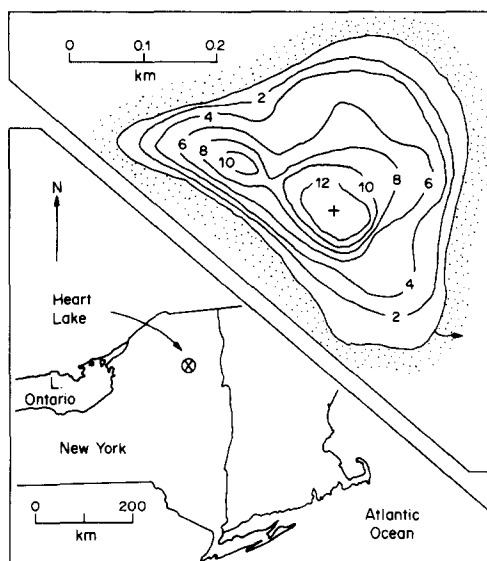 0 0.1 0.2
km
2
4
6
8
10
12
10
8
6
4
2
N
Heart
Lake
L.
Ontario
New York
0 200
km
Atlantic
Ocean